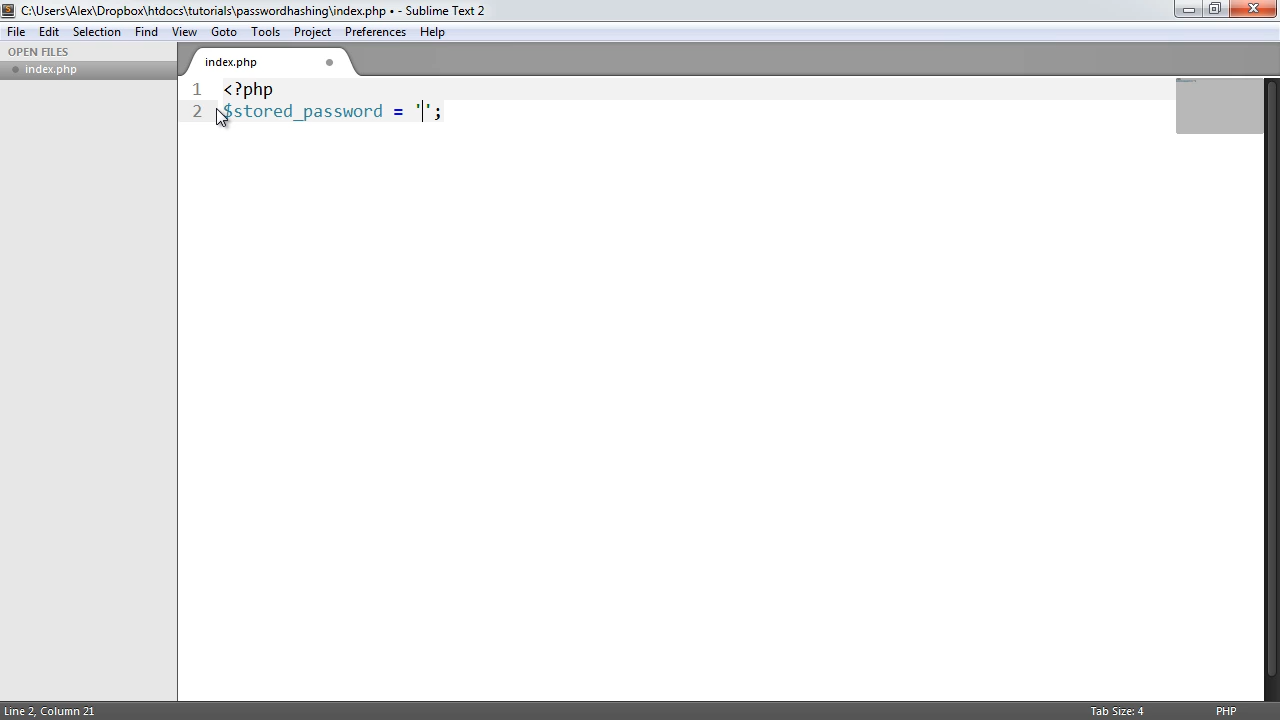 C:\Users\Alex\Dropbox\htdocs\tutorials\passwordhashing\index.php • - Sublime Text 2
File Edit Selection Find View Goto Tools Project Preferences Help
OPEN FILES
index.php
index.php
1 <?php
2 $stored_password = '';
Line 2, Column 21
Tab Size: 4
PHP